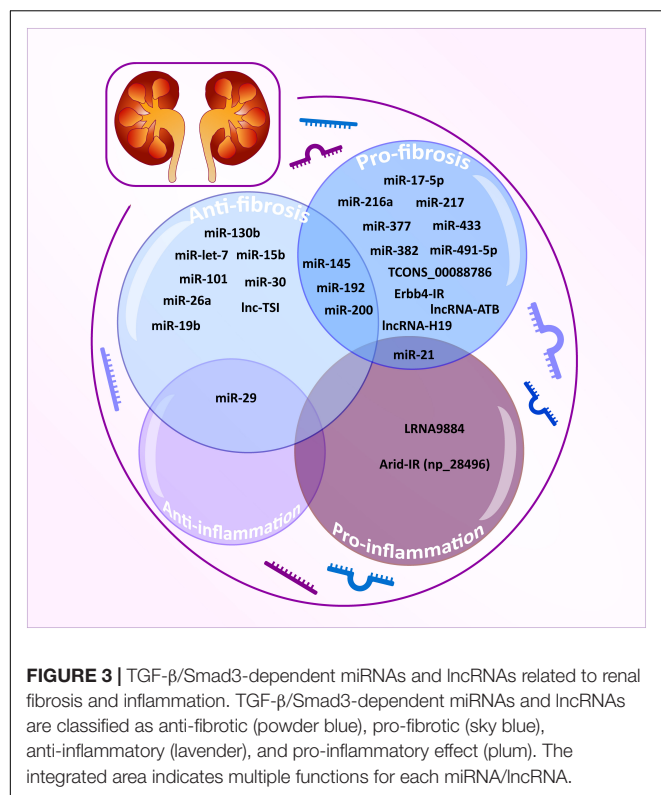 Pro-fibrosis
miR-17-5p
miR-216a miR-217
miR-377 miR-433
miR-382 miR-491-5p
TCONS_00088786
Erbb4-IR
lncRNA-ATB
lncRNA-H19
Anti-fibrosis
miR-130b
miR-let-7 miR-15b
miR-101 miR-30
miR-26a lnc-TSI
miR-19b
miR-145
miR-192
miR-200
miR-21
miR-29
LRNA9884
Arid-IR (np_28496)
Anti-inflammation
Pro-inflammation
FIGURE 3 | TGF-β/Smad3-dependent miRNAs and lncRNAs related to renal
fibrosis and inflammation. TGF-β/Smad3-dependent miRNAs and lncRNAs
are classified as anti-fibrotic (powder blue), pro-fibrotic (sky blue),
anti-inflammatory (lavender), and pro-inflammatory effect (plum). The
integrated area indicates multiple functions for each miRNA/lncRNA.